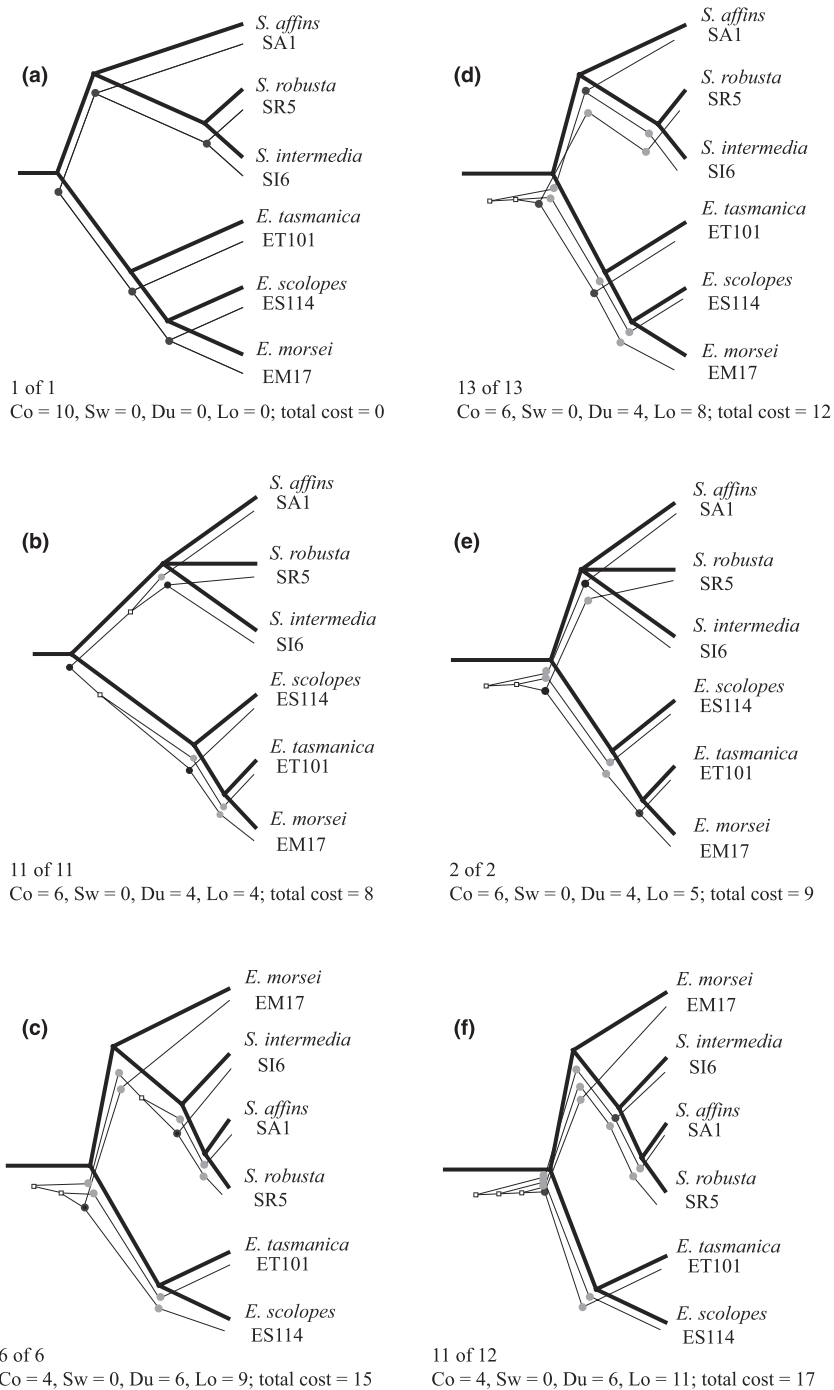 (a)
S. affins
SA1
S. robusta
SR5
S. intermedia
SI6
E. tasmanica
ET101
E. scolopes
ES114
E. morsei
EM17
1 of 1
Co = 10, Sw = 0, Du = 0, Lo = 0; total cost = 0
(d)
S. affins
SA1
S. robusta
SR5
S. intermedia
SI6
E. tasmanica
ET101
E. scolopes
ES114
E. morsei
EM17
13 of 13
Co = 6, Sw = 0, Du = 4, Lo = 8; total cost = 12
(b)
S. affins
SA1
S. robusta
SR5
S. intermedia
SI6
E. scolopes
ES114
E. tasmanica
ET101
E. morsei
EM17
11 of 11
Co = 6, Sw = 0, Du = 4, Lo = 4; total cost = 8
(e)
S. affins
SA1
S. robusta
SR5
S. intermedia
SI6
E. scolopes
ES114
E. tasmanica
ET101
E. morsei
EM17
2 of 2
Co = 6, Sw = 0, Du = 4, Lo = 5; total cost = 9
(c)
E. morsei
EM17
S. intermedia
SI6
S. affins
SA1
S. robusta
SR5
E. tasmanica
ET101
E. scolopes
ES114
6 of 6
Co = 4, Sw = 0, Du = 6, Lo = 9; total cost = 15
(f)
E. morsei
EM17
S. intermedia
SI6
S. affins
SA1
S. robusta
SR5
E. tasmanica
ET101
E. scolopes
ES114
11 of 12
Co = 4, Sw = 0, Du = 6, Lo = 11; total cost = 17